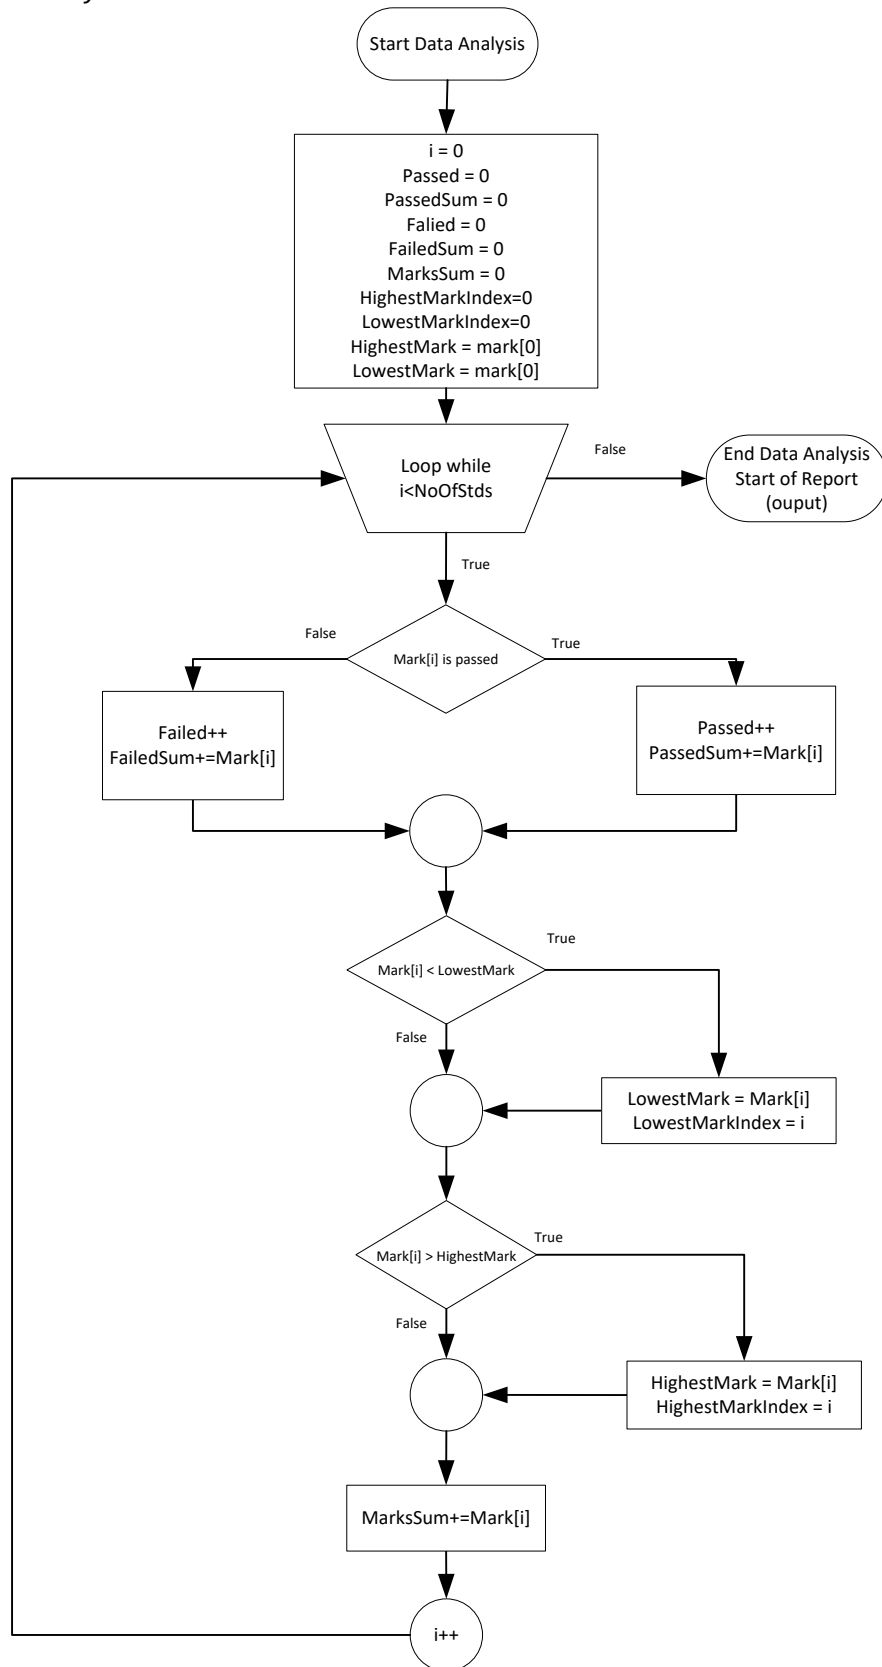 Start Data Analysis
i = 0
Passed = 0
PassedSum = 0
Falied = 0
FailedSum = 0
MarksSum = 0
HighestMarkIndex=0
LowestMarkIndex=0
HighestMark = mark[0]
LowestMark = mark[0]
Loop while
i<NoOfStds
False
End Data Analysis
Start of Report
(ouput)
True
False
Mark[i] is passed
True
Failed++
FailedSum+=Mark[i]
Passed++
PassedSum+=Mark[i]
Mark[i] < LowestMark
True
False
LowestMark = Mark[i]
LowestMarkIndex = i
Mark[i] > HighestMark
True
False
HighestMark = Mark[i]
HighestMarkIndex = i
MarksSum+=Mark[i]
i++